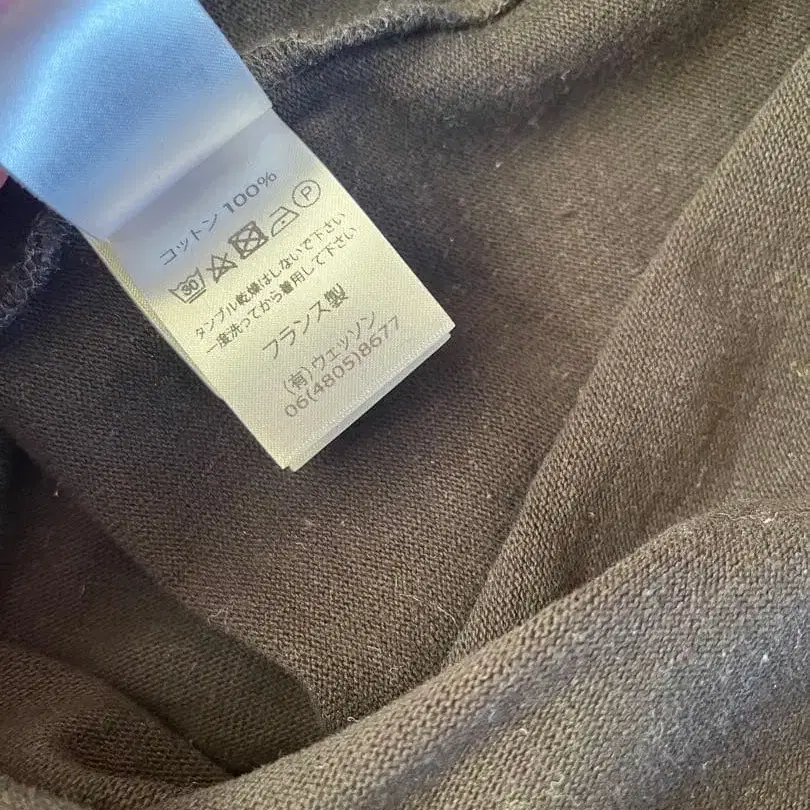 コットン 100%
30 P
タンブル乾燥はしないで下さい
一度洗ってから着用して下さい
フランス製
(有)ウエッソン
06(4805)8677